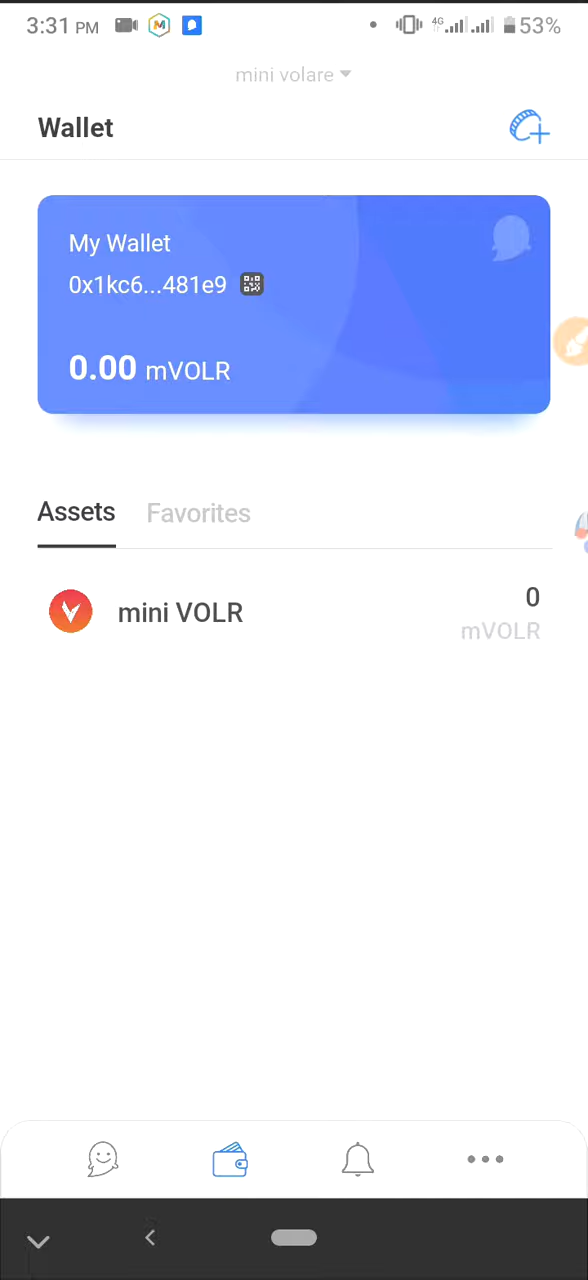 3:31 PM
4G
53%
mini volare
Wallet
My Wallet
0x1kc6...481e9
0.00 mVOLR
Assets
Favorites
mini VOLR
0
mVOLR